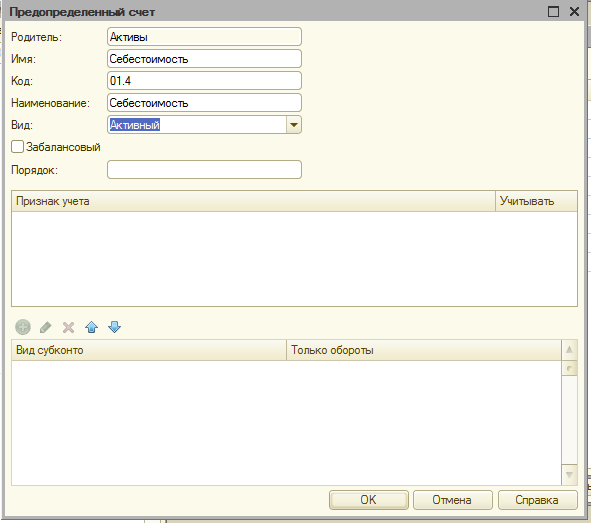 Предопределенный счет
Родитель: Активы
Имя: Себестоимость
Код: 01.4
Наименование: Себестоимость
Вид: Активный
Забалансовый
Порядок:
Признак учета Учитывать
Вид субконто Только обороты
OK Отмена Справка